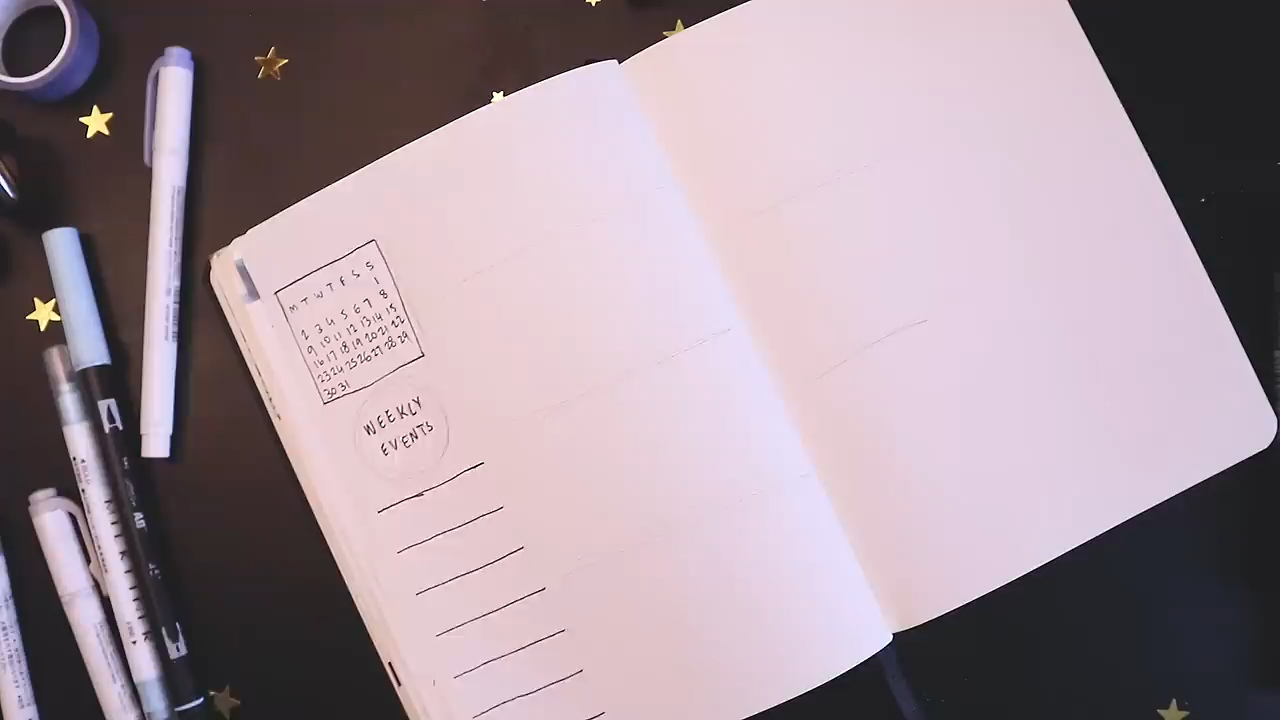 M T W T F S S
1
2 3 4 5 6 7 8
9 10 11 12 13 14 15
16 17 18 19 20 21 22
23 24 25 26 27 28 29
30 31
WEEKLY
EVENTS